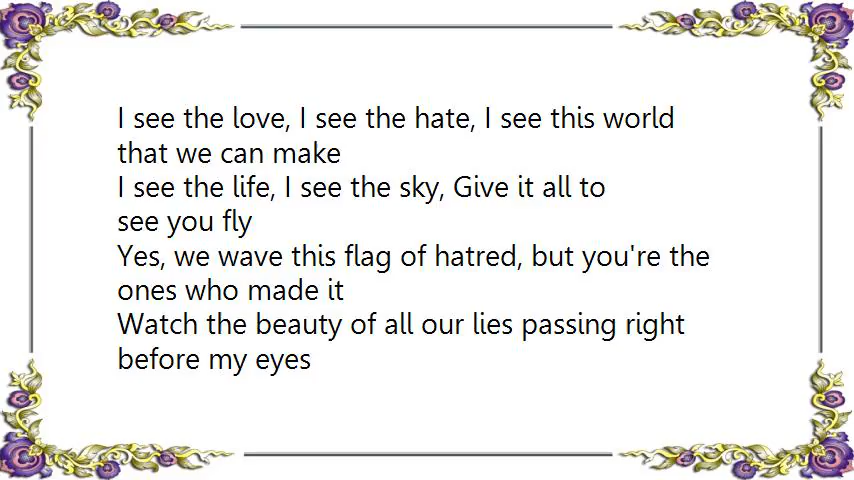 I see the love, I see the hate, I see this world
that we can make
I see the life, I see the sky, Give it all to
see you fly
Yes, we wave this flag of hatred, but you're the
ones who made it
Watch the beauty of all our lies passing right
before my eyes